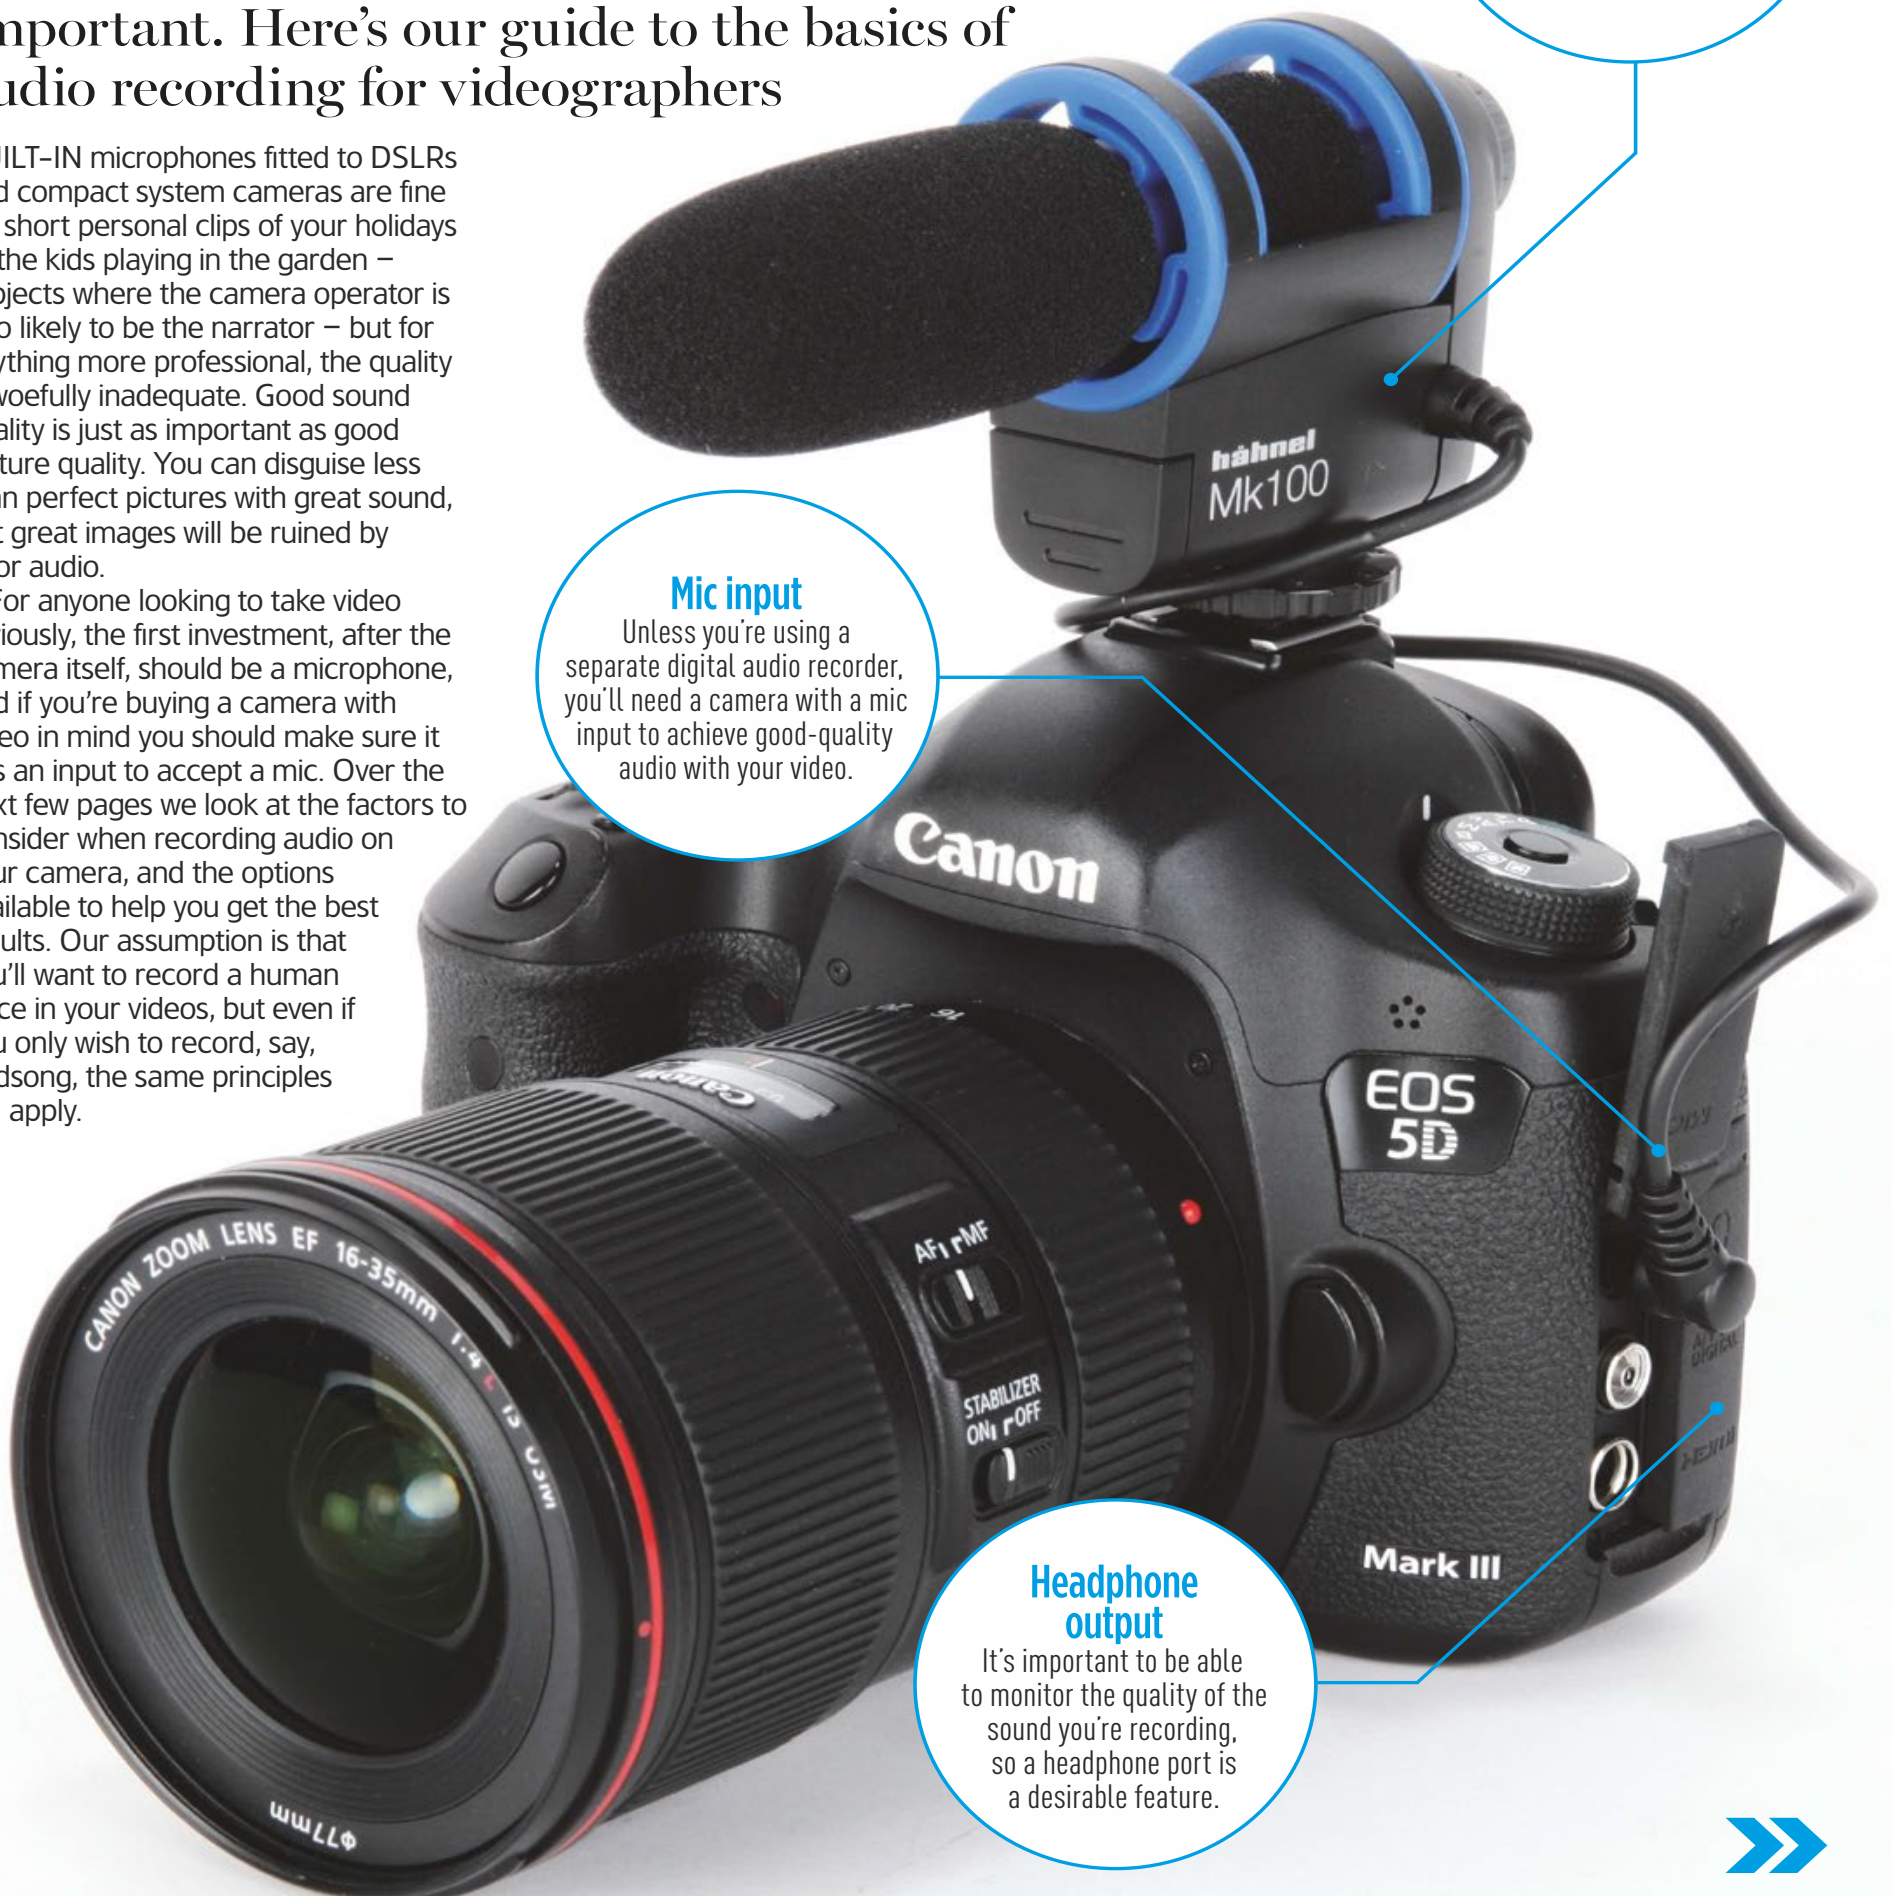 mportant. Here's our guide to the basics of
udio recording for videographers
ILT-IN microphones fitted to DSLRs
d compact system cameras are fine
short personal clips of your holidays
the kids playing in the garden –
jects where the camera operator is
o likely to be the narrator – but for
ything more professional, the quality
woefully inadequate. Good sound
ality is just as important as good
ture quality. You can disguise less
an perfect pictures with great sound,
t great images will be ruined by
or audio.
For anyone looking to take video
iously, the first investment, after the
mera itself, should be a microphone,
d if you're buying a camera with
eo in mind you should make sure it
s an input to accept a mic. Over the
xt few pages we look at the factors to
nsider when recording audio on
ur camera, and the options
ailable to help you get the best
ults. Our assumption is that
u'll want to record a human
ce in your videos, but even if
u only wish to record, say,
dsong, the same principles
apply.
hähnel
Mk100
Mic input
Unless you're using a
separate digital audio recorder,
you'll need a camera with a mic
input to achieve good-quality
audio with your video.
Canon
EOS
5D
Mark III
Canon
CANON ZOOM LENS EF 16-35mm 1:4 L IS USM
Φ77mm
AF MF
STABILIZER
ON OFF
DIGITAL
HDMI
Headphone
output
It's important to be able
to monitor the quality of the
sound you're recording,
so a headphone port is
a desirable feature.